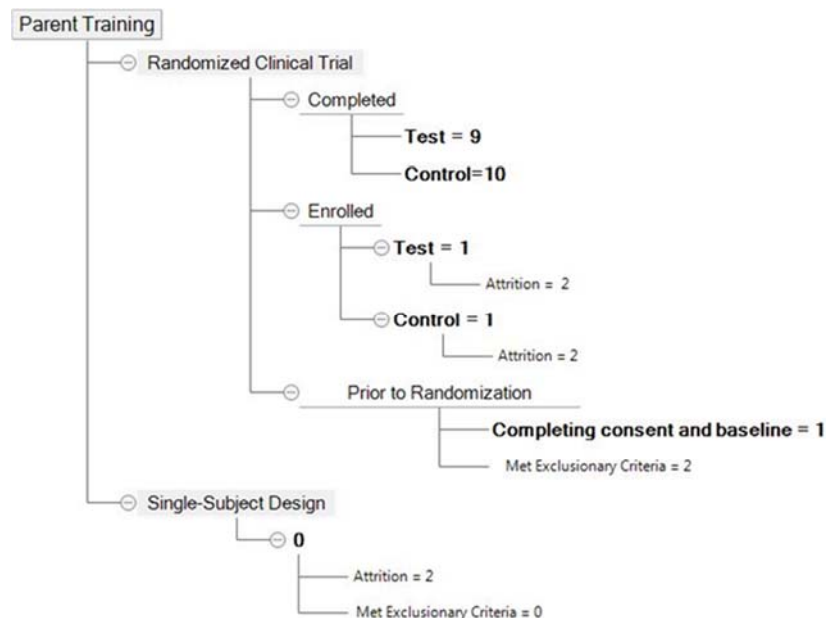 Parent Training
Randomized Clinical Trial
Completed
Test = 9
Control=10
Enrolled
Test = 1
Attrition = 2
Control = 1
Attrition = 2
Prior to Randomization
Completing consent and baseline = 1
Met Exclusionary Criteria = 2
Single-Subject Design
0
Attrition = 2
Met Exclusionary Criteria = 0